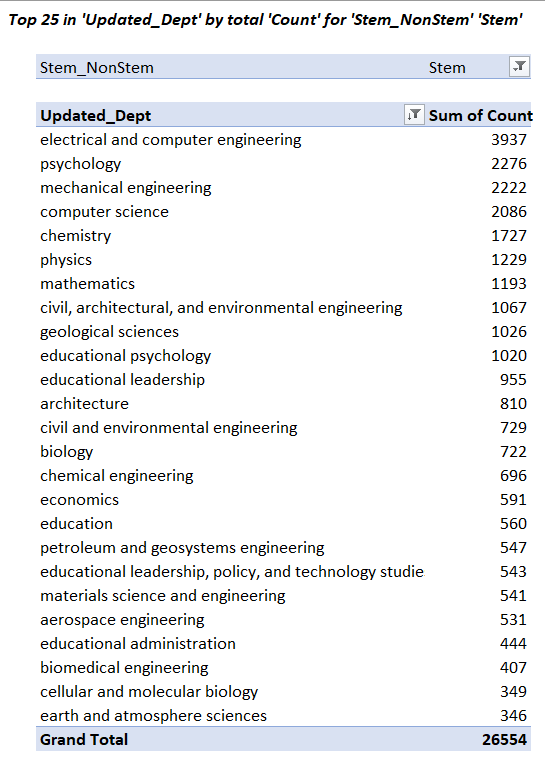 Top 25 in 'Updated_Dept' by total 'Count' for 'Stem_NonStem' 'Stem'
Stem_NonStem Stem
Updated_Dept Sum of Count
electrical and computer engineering 3937
psychology 2276
mechanical engineering 2222
computer science 2086
chemistry 1727
physics 1229
mathematics 1193
civil, architectural, and environmental engineering 1067
geological sciences 1026
educational psychology 1020
educational leadership 955
architecture 810
civil and environmental engineering 729
biology 722
chemical engineering 696
economics 591
education 560
petroleum and geosystems engineering 547
educational leadership, policy, and technology studie 543
materials science and engineering 541
aerospace engineering 531
educational administration 444
biomedical engineering 407
cellular and molecular biology 349
earth and atmosphere sciences 346
Grand Total 26554